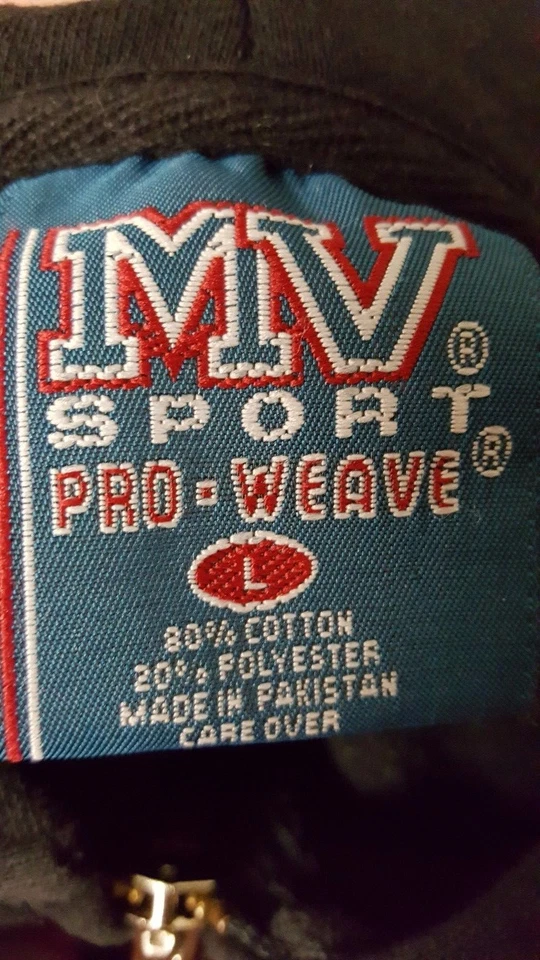 MV®
SPORT
PRO·WEAVE®
L
80% COTTON
20% POLYESTER
MADE IN PAKISTAN
CARE OVER